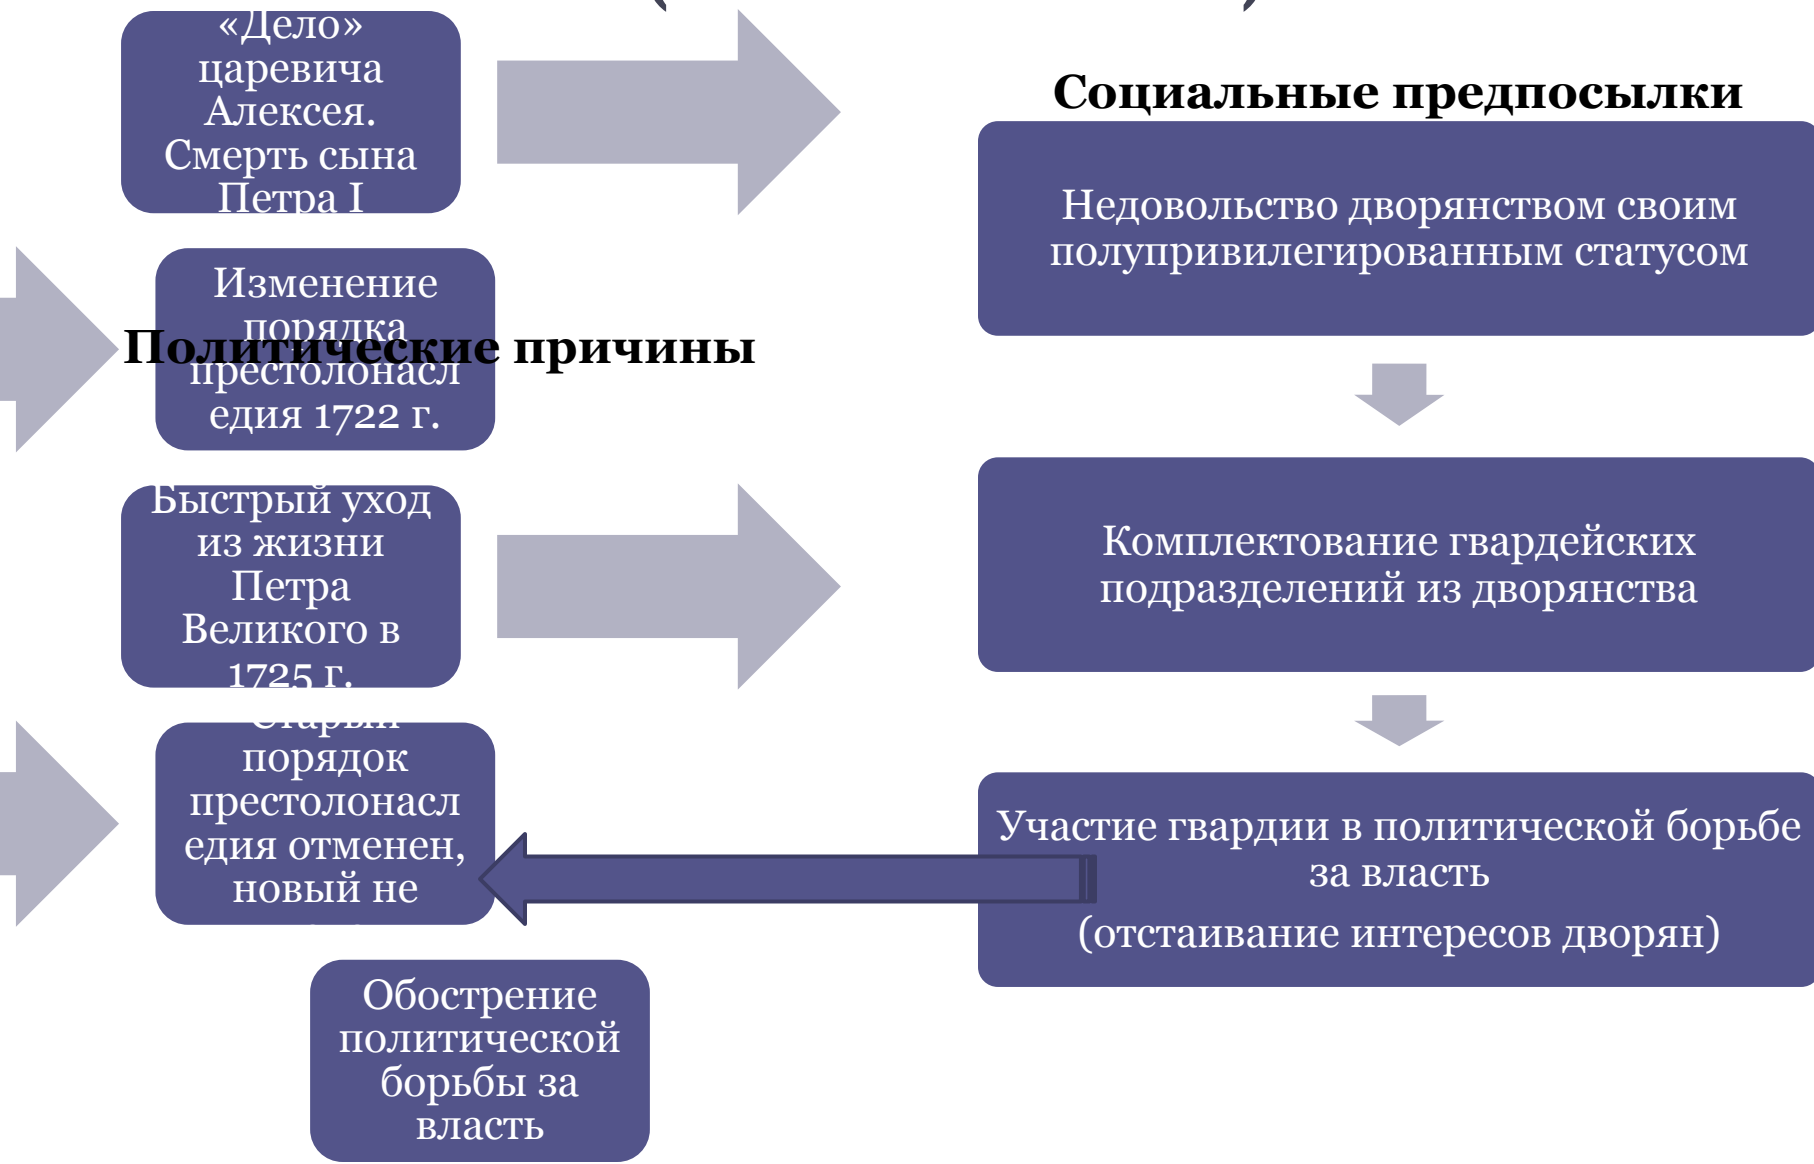 «Дело»
царевича
Алексея.
Смерть сына
Петра I
Изменение
порядка
престолонасл
едия 1722 г.
Политические причины
Быстрый уход
из жизни
Петра
Великого в
1725 г.
Старый
порядок
престолонасл
едия отменен,
новый не
Обострение
политической
борьбы за
власть
Социальные предпосылки
Недовольство дворянством своим
полупривилегированным статусом
Комплектование гвардейских
подразделений из дворянства
Участие гвардии в политической борьбе
за власть
(отстаивание интересов дворян)